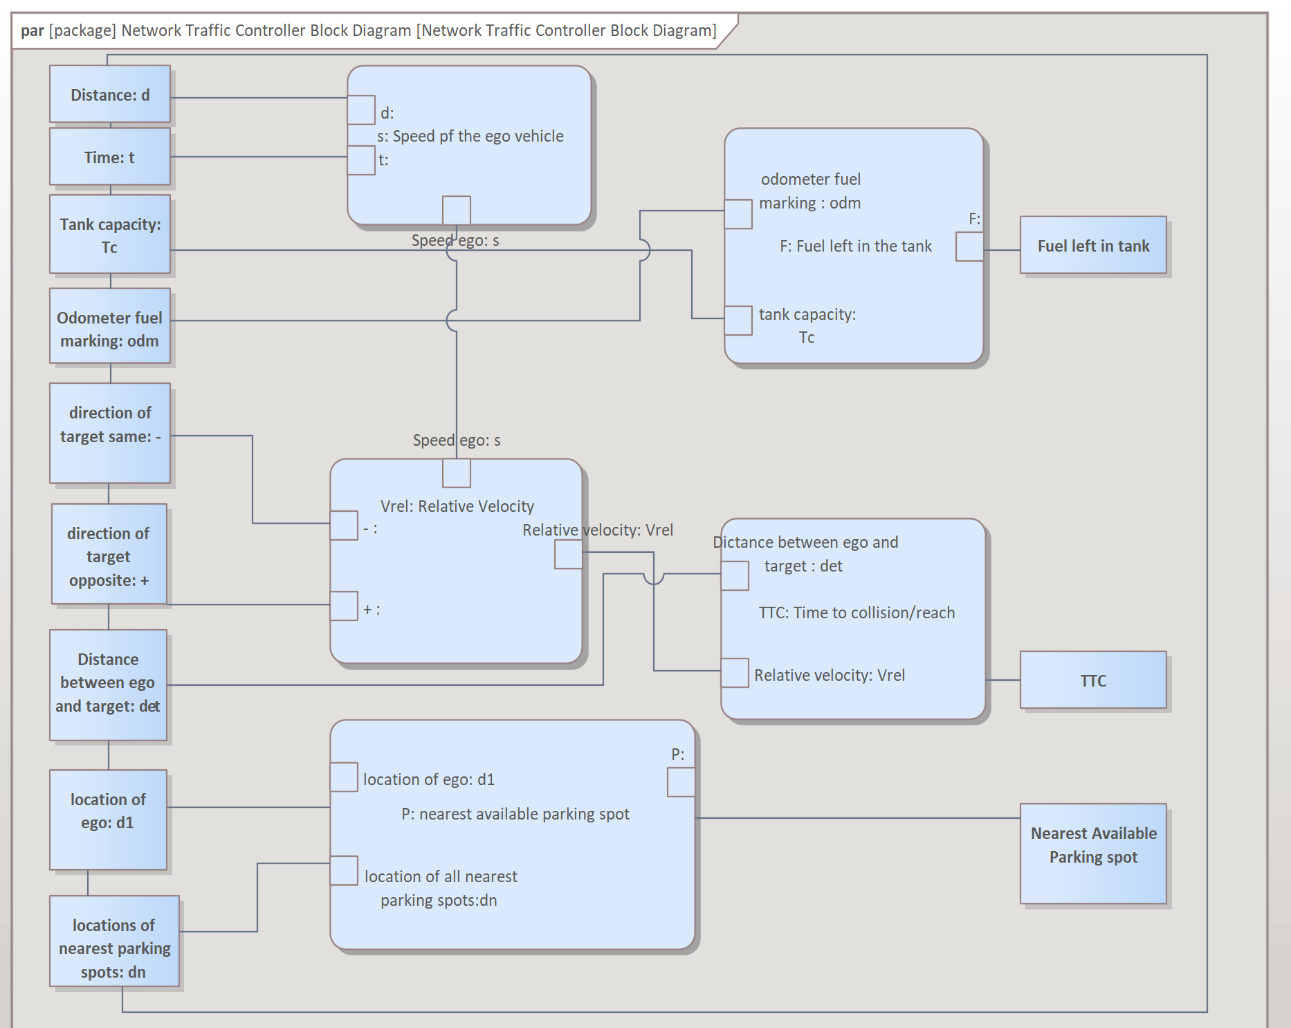 par [package] Network Traffic Controller Block Diagram [Network Traffic Controller Block Diagram]
Distance: d
Time: t
Tank capacity:
Tc
Odometer fuel
marking: odm
direction of
target same: -
direction of
target
opposite: +
Distance
between ego
and target: det
location of
ego: d1
locations of
nearest parking
spots: dn
d:
s: Speed pf the ego vehicle
t:
Speed ego: s
Speed ego: s
Vrel: Relative Velocity
- :
Relative velocity: Vrel
+ :
location of ego: d1
P:
P: nearest available parking spot
location of all nearest
parking spots:dn
odometer fuel
marking : odm
F:
F: Fuel left in the tank
tank capacity:
Tc
Dictance between ego and
target : det
TTC: Time to collision/reach
Relative velocity: Vrel
Fuel left in tank
TTC
Nearest Available
Parking spot